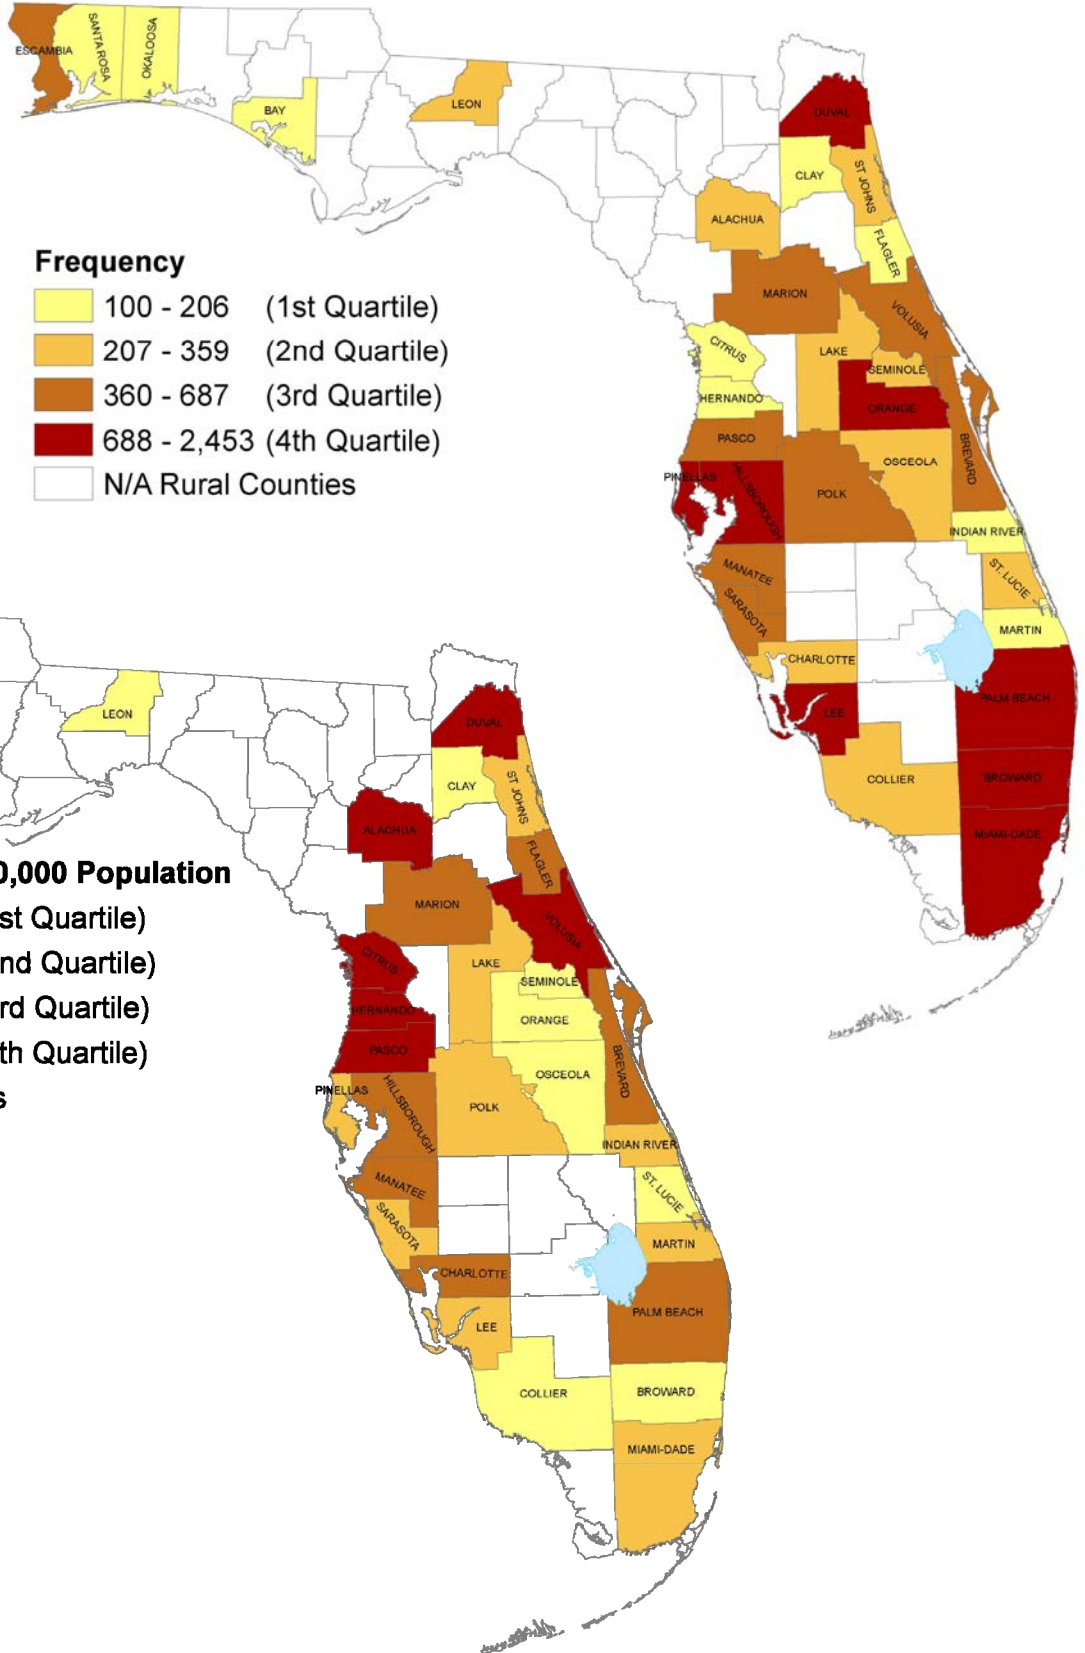 ESCAMBIA
SANTA ROSA
OKALOOSA
BAY
LEON
DUVAL
CLAY
ST JOHNS
ALACHUA
FLAGLER
MARION
VOLUSIA
CITRUS
LAKE
SEMINOLE
HERNANDO
ORANGE
PASCO
OSCEOLA
BREVARD
PINELLAS
HILLSBOROUGH
POLK
INDIAN RIVER
MANATEE
ST. LUCIE
SARASOTA
MARTIN
CHARLOTTE
PALM BEACH
LEE
COLLIER
BROWARD
MIAMI-DADE
Frequency
100 - 206 (1st Quartile)
207 - 359 (2nd Quartile)
360 - 687 (3rd Quartile)
688 - 2,453 (4th Quartile)
N/A Rural Counties
LEON
DUVAL
CLAY
ST JOHNS
ALACHUA
FLAGLER
MARION
VOLUSIA
CITRUS
LAKE
SEMINOLE
HERNANDO
ORANGE
PASCO
OSCEOLA
BREVARD
PINELLAS
HILLSBOROUGH
POLK
INDIAN RIVER
MANATEE
ST. LUCIE
SARASOTA
MARTIN
CHARLOTTE
PALM BEACH
LEE
COLLIER
BROWARD
MIAMI-DADE
0,000 Population
st Quartile)
nd Quartile)
rd Quartile)
th Quartile)
s